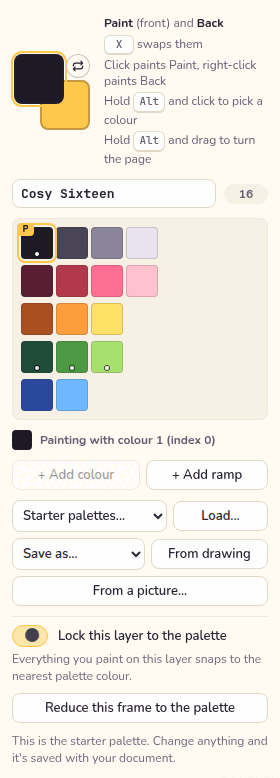 Paint (front) and Back
X swaps them
Click paints Paint, right-click
paints Back
Hold Alt and click to pick a
colour
Hold Alt and drag to turn
the page
Cosy Sixteen
16
P
Painting with colour 1 (index 0)
+ Add colour
+ Add ramp
Starter palettes...
Load...
Save as...
From drawing
From a picture...
Lock this layer to the palette
Everything you paint on this layer snaps to the
nearest palette colour.
Reduce this frame to the palette
This is the starter palette. Change anything and
it's saved with your document.